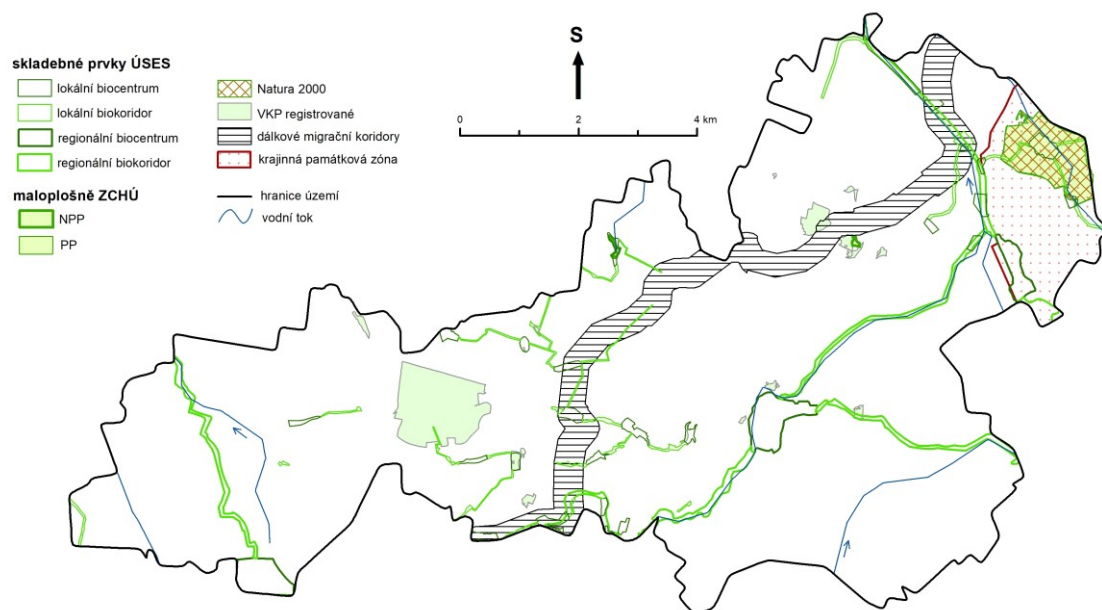 S
0 2 4 km
skladebné prvky ÚSES
lokální biocentrum
lokální biokoridor
regionální biocentrum
regionální biokoridor
maloplošně ZCHÚ
NPP
PP
Natura 2000
VKP registrované
dálkové migrační koridory
krajinná památková zóna
hranice území
vodní tok